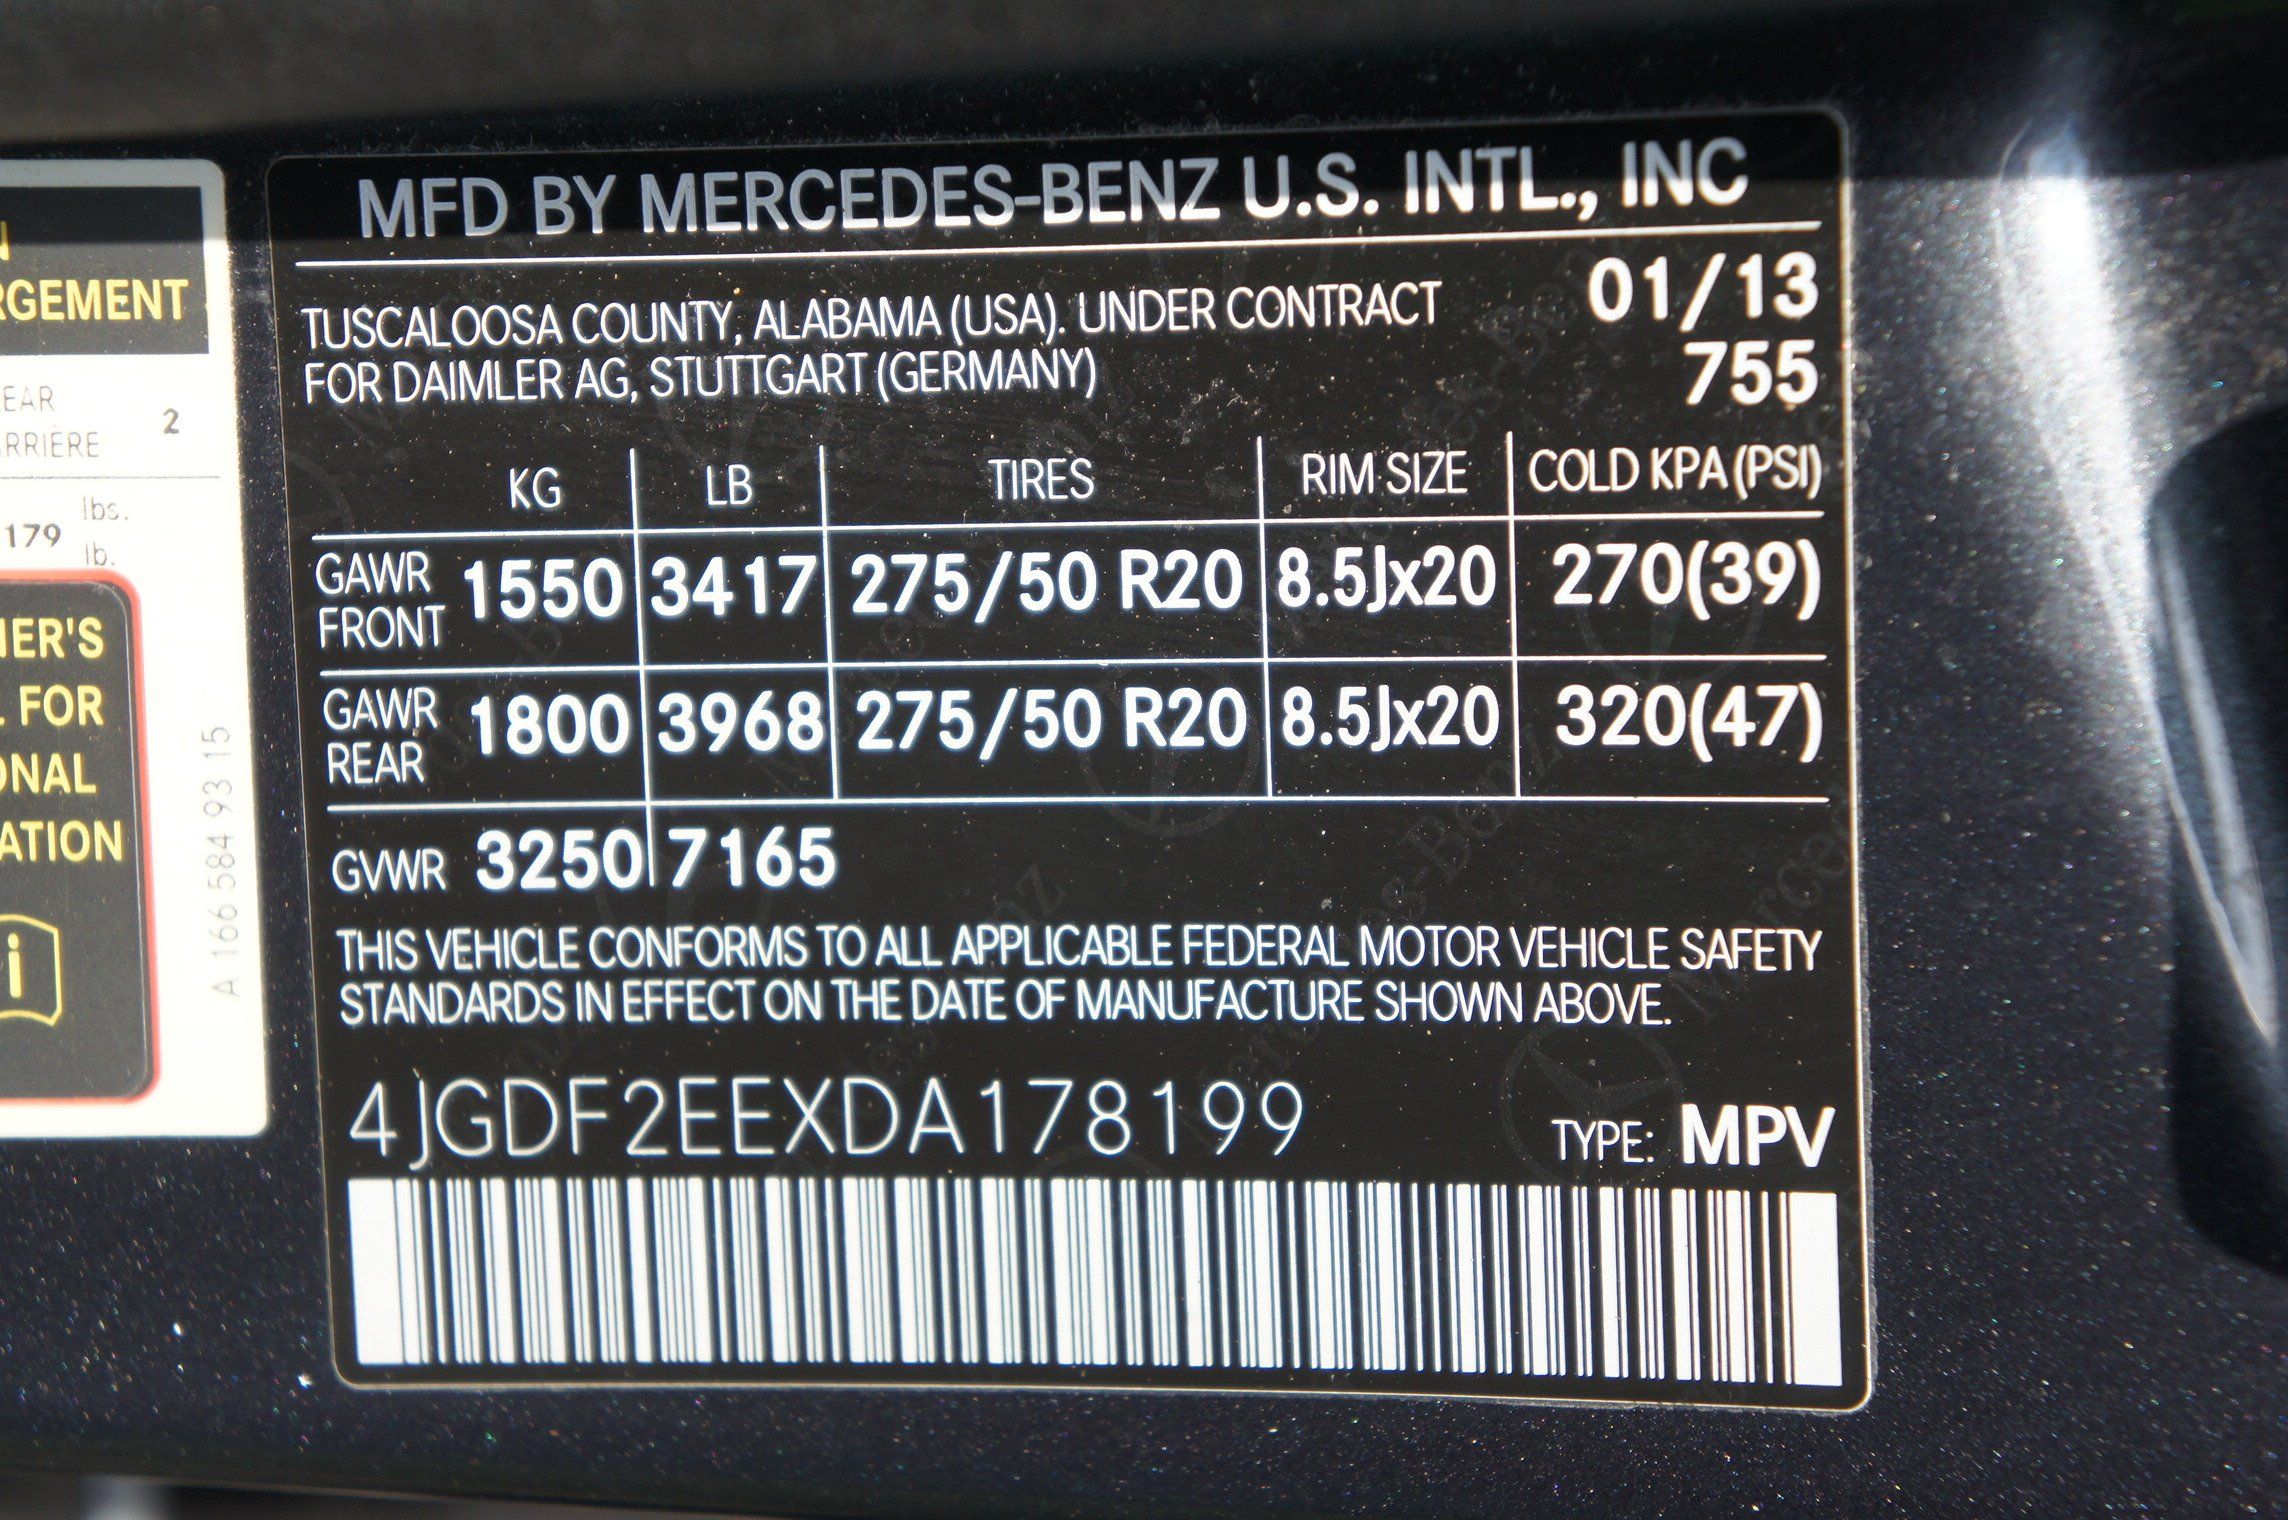 N
RGEMENT
EAR
RRIÈRE
2
lbs.
179
lb.
NER'S
L FOR
ONAL
ATION
i
A 166 584 93 15
MFD BY MERCEDES-BENZ U.S. INTL., INC
TUSCALOOSA COUNTY, ALABAMA (USA). UNDER CONTRACT 01/13
FOR DAIMLER AG, STUTTGART (GERMANY) 755
KG LB TIRES RIM SIZE COLD KPA (PSI)
GAWR FRONT 1550 3417 275/50 R20 8.5Jx20 270(39)
GAWR REAR 1800 3968 275/50 R20 8.5Jx20 320(47)
GVWR 3250 7165
THIS VEHICLE CONFORMS TO ALL APPLICABLE FEDERAL MOTOR VEHICLE SAFETY
STANDARDS IN EFFECT ON THE DATE OF MANUFACTURE SHOWN ABOVE.
4JGDF2EEXDA178199
TYPE: MPV